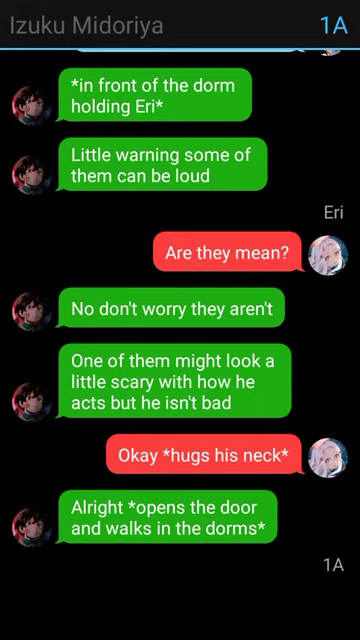 Izuku Midoriya 1A
*in front of the dorm
holding Eri*
Little warning some of
them can be loud
Eri
Are they mean?
No don't worry they aren't
One of them might look a
little scary with how he
acts but he isn't bad
Okay *hugs his neck*
Alright *opens the door
and walks in the dorms*
1A